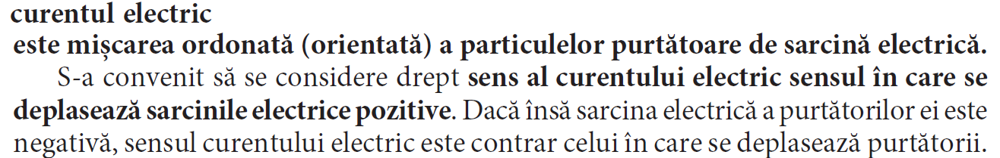 curentul electric
este mișcarea ordonată (orientată) a particulelor purtătoare de sarcină electrică.
S-a convenit să se considere drept sens al curentului electric sensul în care se
deplasează sarcinile electrice pozitive. Dacă însă sarcina electrică a purtătorilor ei este
negativă, sensul curentului electric este contrar celui în care se deplasează purtătorii.